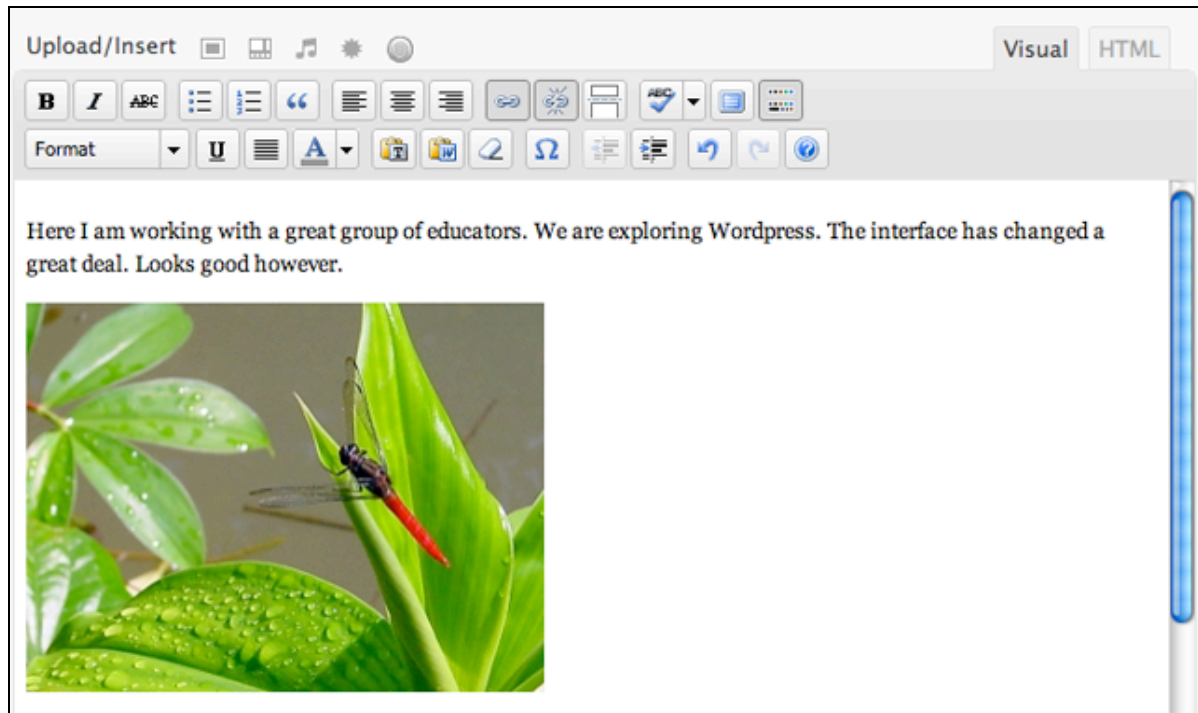 Upload/Insert
Visual HTML
B I ABC ABC
Format U A T W Ω
Here I am working with a great group of educators. We are exploring Wordpress. The interface has changed a
great deal. Looks good however.